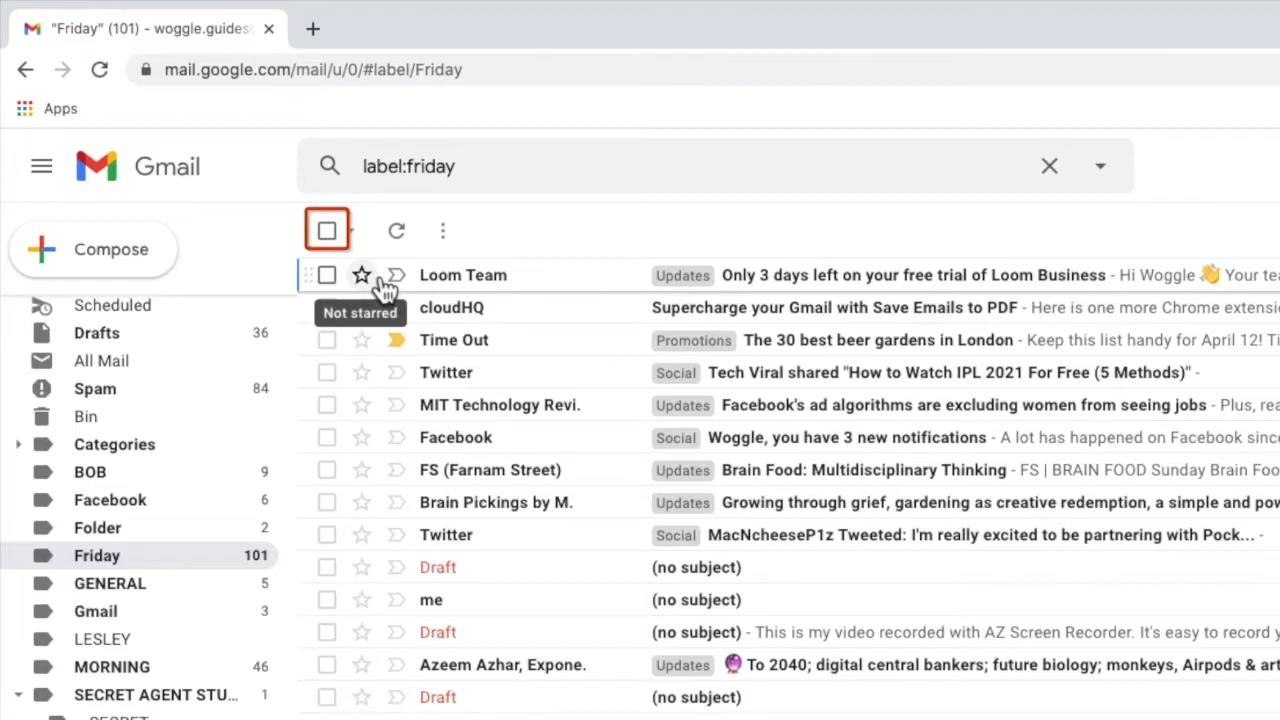 "Friday" (101) - woggle.guides
mail.google.com/mail/u/0/#label/Friday
Apps
Gmail
label:friday
Compose
Scheduled
Drafts 36
All Mail
Spam 84
Bin
Categories
BOB 9
Facebook 6
Folder 2
Friday 101
GENERAL 5
Gmail 3
LESLEY
MORNING 46
SECRET AGENT STU... 1
SECRET
Loom Team Updates Only 3 days left on your free trial of Loom Business - Hi Woggle 👋 Your tea
Not starred
cloudHQ Supercharge your Gmail with Save Emails to PDF - Here is one more Chrome extensi
Time Out Promotions The 30 best beer gardens in London - Keep this list handy for April 12! Ti
Twitter Social Tech Viral shared "How to Watch IPL 2021 For Free (5 Methods)" -
MIT Technology Revi. Updates Facebook's ad algorithms are excluding women from seeing jobs - Plus, rea
Facebook Social Woggle, you have 3 new notifications - A lot has happened on Facebook since
FS (Farnam Street) Updates Brain Food: Multidisciplinary Thinking - FS | BRAIN FOOD Sunday Brain Foo
Brain Pickings by M. Updates Growing through grief, gardening as creative redemption, a simple and pow
Twitter Social MacNcheeseP1z Tweeted: I'm really excited to be partnering with Pock... -
Draft (no subject)
me (no subject)
Draft (no subject) - This is my video recorded with AZ Screen Recorder. It's easy to record y
Azeem Azhar, Expone. Updates 🔮 To 2040; digital central bankers; future biology; monkeys, Airpods & art
Draft (no subject)